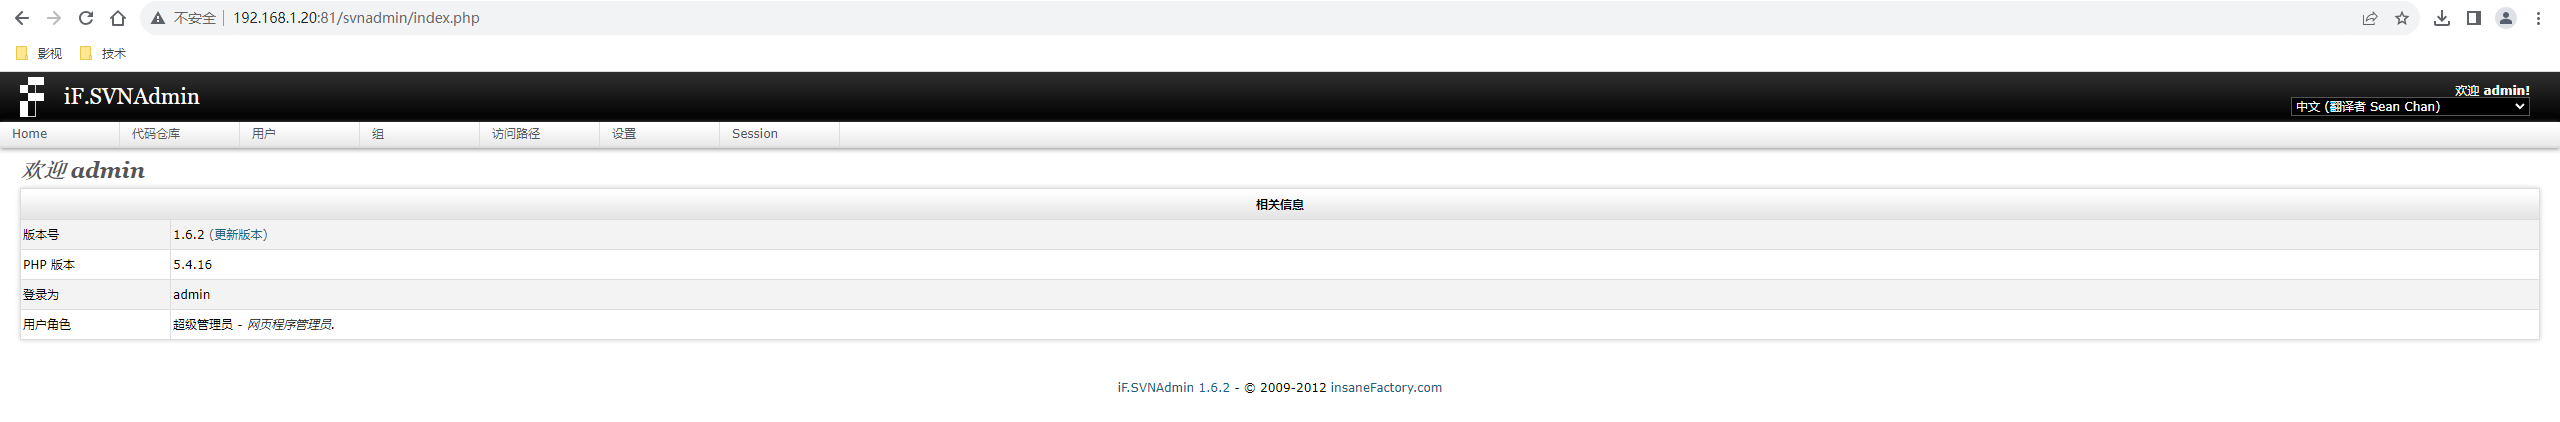 不安全 192.168.1.20:81/svnadmin/index.php
影视 技术
iF.SVNAdmin
欢迎 admin!
中文 (翻译者 Sean Chan)
Home 代码仓库 用户 组 访问路径 设置 Session
欢迎 admin
相关信息
版本号 1.6.2 (更新版本)
PHP 版本 5.4.16
登录为 admin
用户角色 超级管理员 - 网页程序管理员.
iF.SVNAdmin 1.6.2 - © 2009-2012 insaneFactory.com